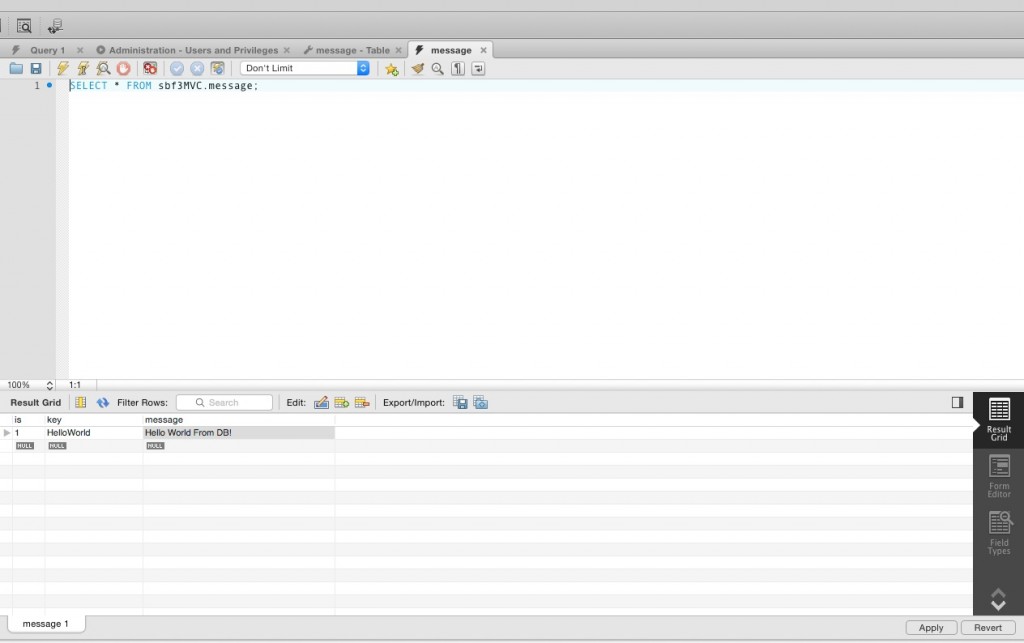 Query 1 Administration - Users and Privileges message - Table message
Don't Limit
1 SELECT * FROM sbf3MVC.message;
100% 1:1
Result Grid Filter Rows: Search Edit: Export/Import:
is key message
1 HelloWorld Hello World From DB!
NULL NULL NULL
Result
Grid
Form
Editor
Field
Types
message 1
Apply Revert